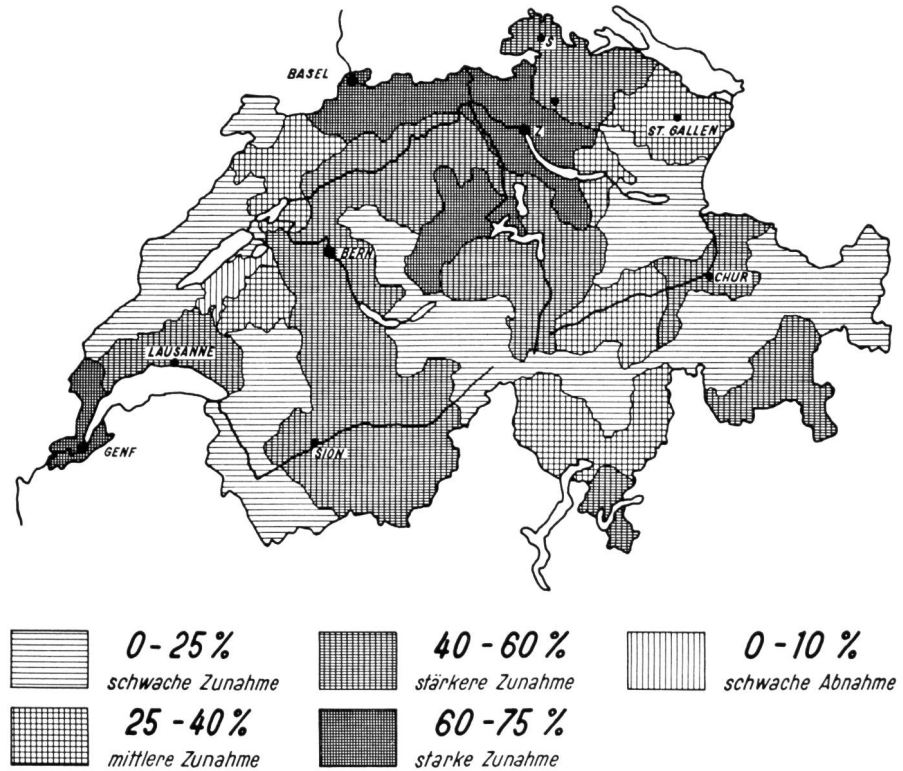 S
BASEL
Z
ST. GALLEN
BERN
CHUR
LAUSANNE
GENF
SION
0-25%
schwache Zunahme
40-60%
stärkere Zunahme
0-10%
schwache Abnahme
25-40%
mittlere Zunahme
60-75%
starke Zunahme